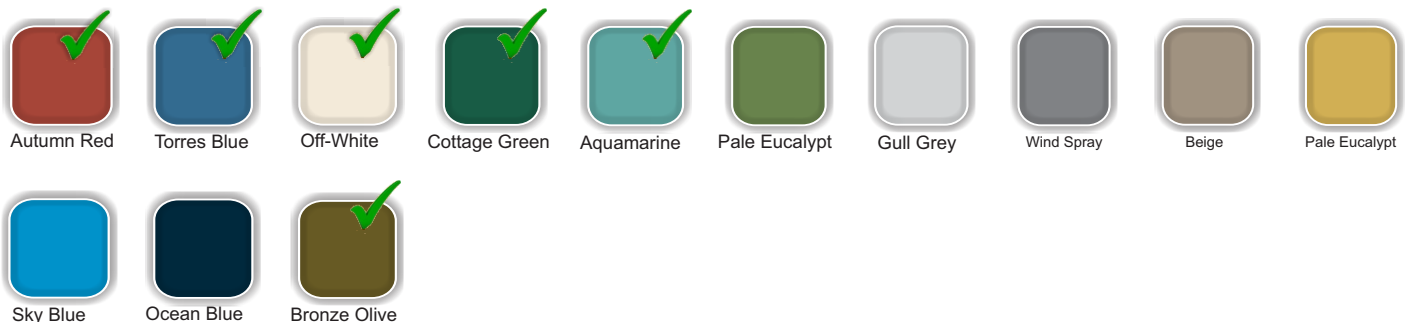 Autumn Red
Torres Blue
Off-White
Cottage Green
Aquamarine
Pale Eucalypt
Gull Grey
Wind Spray
Beige
Pale Eucalypt
Sky Blue
Ocean Blue
Bronze Olive